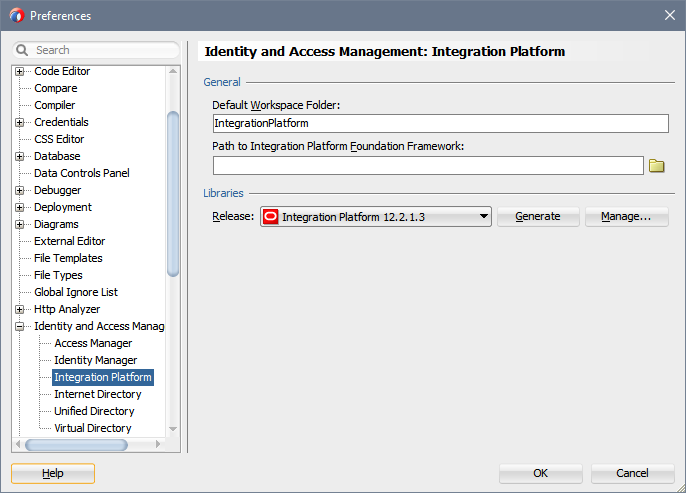 Preferences
Search
Identity and Access Management: Integration Platform
Code Editor
Compare
Compiler
Credentials
CSS Editor
Database
Data Controls Panel
Debugger
Deployment
Diagrams
External Editor
File Templates
File Types
Global Ignore List
Http Analyzer
Identity and Access Manag
Access Manager
Identity Manager
Integration Platform
Internet Directory
Unified Directory
Virtual Directory
General
Default Workspace Folder:
IntegrationPlatform
Path to Integration Platform Foundation Framework:
Libraries
Release: Integration Platform 12.2.1.3 Generate Manage...
Help OK Cancel